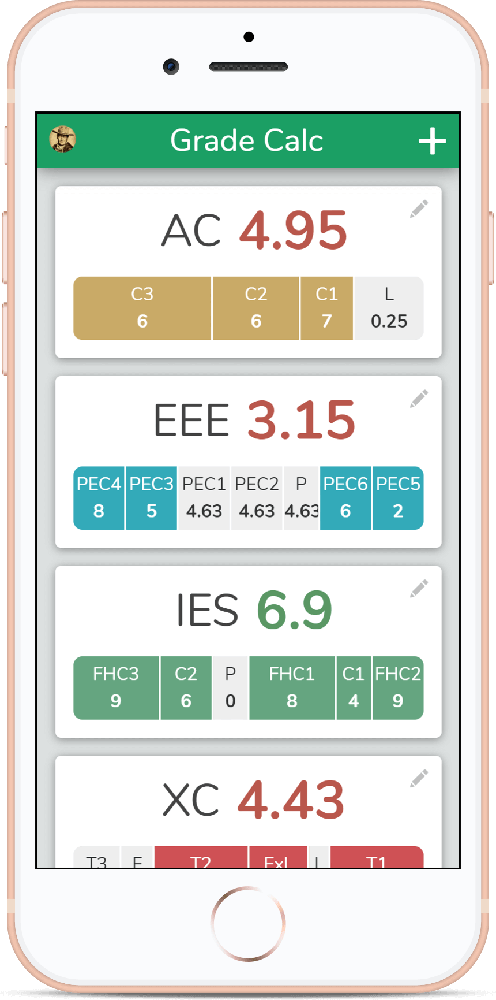 Grade Calc
AC 4.95
C3 C2 C1 L
6 6 7 0.25
EEE 3.15
PEC4 PEC3 PEC1 PEC2 P PEC6 PEC5
8 5 4.63 4.63 4.63 6 2
IES 6.9
FHC3 C2 P FHC1 C1 FHC2
9 6 0 8 4 9
XC 4.43
T3 T2 ExL T1